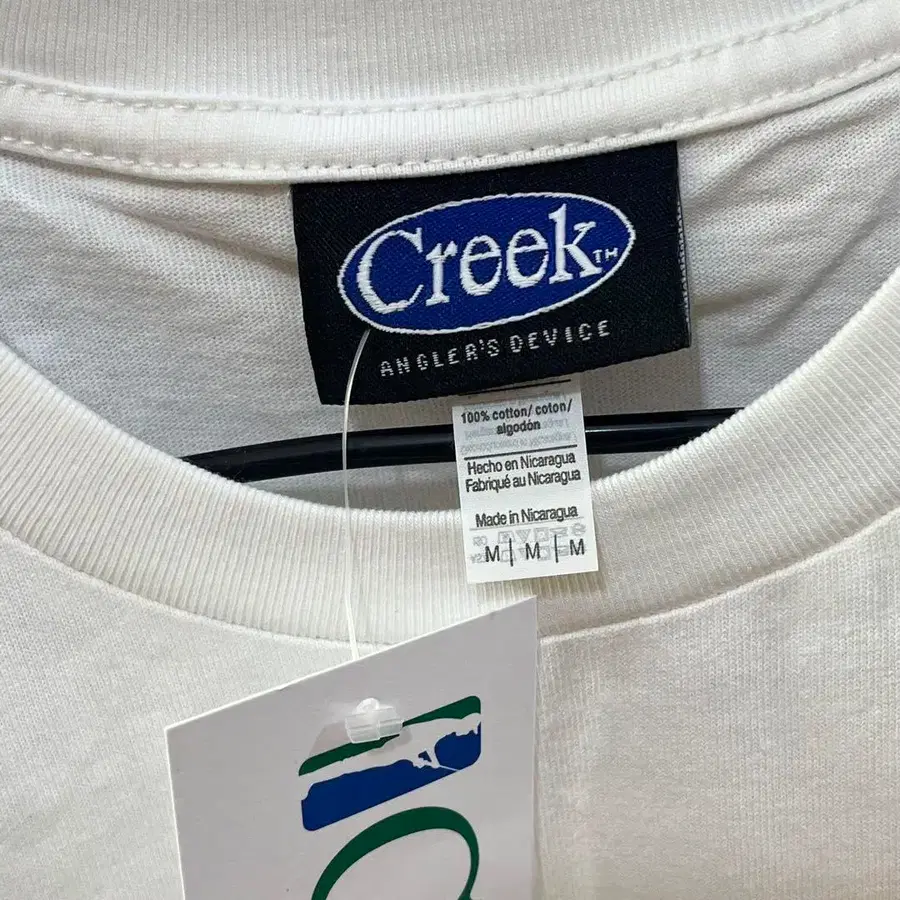 Creek TM
ANGLER'S DEVICE
100% cotton/ coton/
algodón
Hecho en Nicaragua
Fabriqué au Nicaragua
Made in Nicaragua
M | M | M